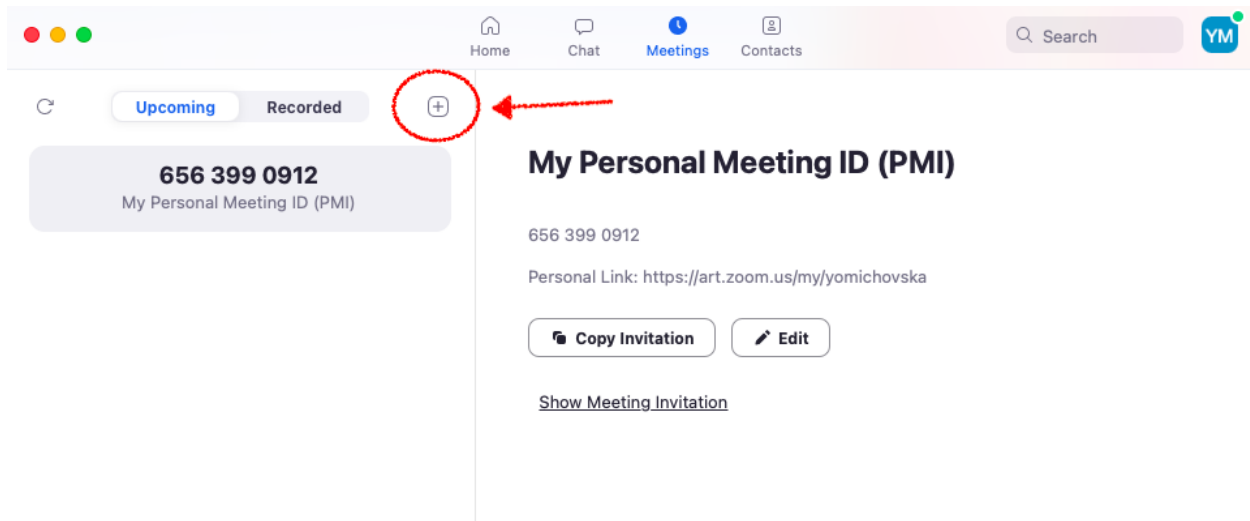 Home
Chat
Meetings
Contacts
Search
YM
Upcoming
Recorded
656 399 0912
My Personal Meeting ID (PMI)
My Personal Meeting ID (PMI)
656 399 0912
Personal Link: https://art.zoom.us/my/yomichovska
Copy Invitation
Edit
Show Meeting Invitation